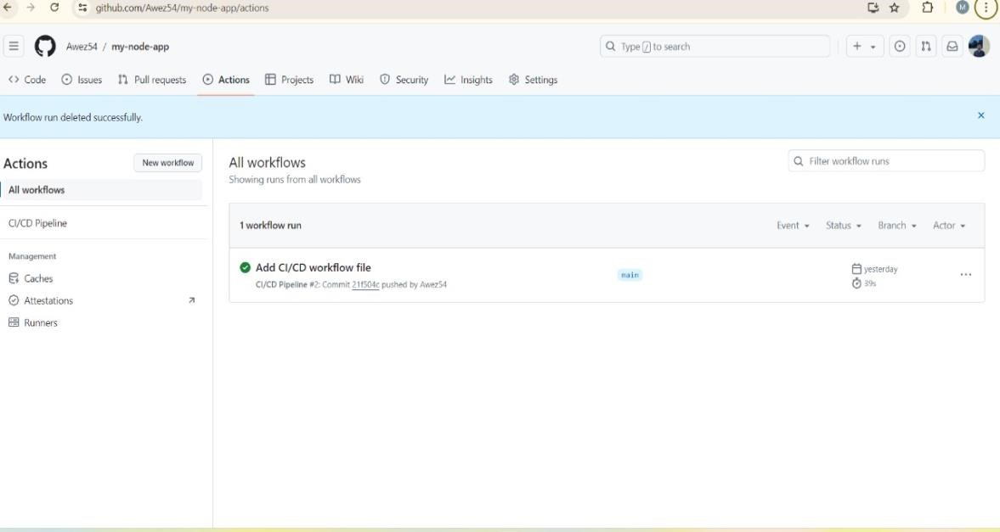 github.com/Awez54/my-node-app/actions
M
Awez54 / my-node-app
Type / to search
Code Issues Pull requests Actions Projects Wiki Security Insights Settings
Workflow run deleted successfully.
Actions
New workflow
All workflows
CI/CD Pipeline
Management
Caches
Attestations
Runners
All workflows
Showing runs from all workflows
Filter workflow runs
1 workflow run
Event Status Branch Actor
Add CI/CD workflow file
CI/CD Pipeline #2: Commit 21f504c pushed by Awez54
main
yesterday
39s